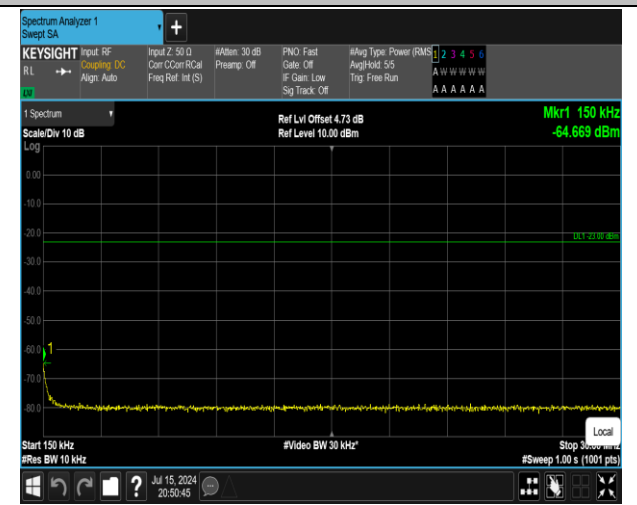 Spectrum Analyzer 1
Swept SA
+
KEYSIGHT Input: RF Input Z: 50 Ω #Atten: 30 dB PNO: Fast #Avg Type: Power (RMS 1 2 3 4 5 6
RL Coupling: DC Corr CCorr RCal Preamp: Off Gate: Off Avg|Hold: 5/5 A W W W W W
Align: Auto Freq Ref: Int (S) IF Gain: Low Trig: Free Run
Sig Track: Off A A A A A A
1 Spectrum Ref Lvl Offset 4.73 dB Mkr1 150 kHz
Scale/Div 10 dB Ref Level 10.00 dBm -64.669 dBm
Log
0.00
-10.0
-20.0
DL1 -23.00 dBm
-30.0
-40.0
-50.0
-60.0 1
-70.0
-80.0
Local
Start 150 kHz #Video BW 30 kHz* Stop 30.00 MHz
#Res BW 10 kHz #Sweep 1.00 s (1001 pts)
? Jul 15, 2024
20:50:45